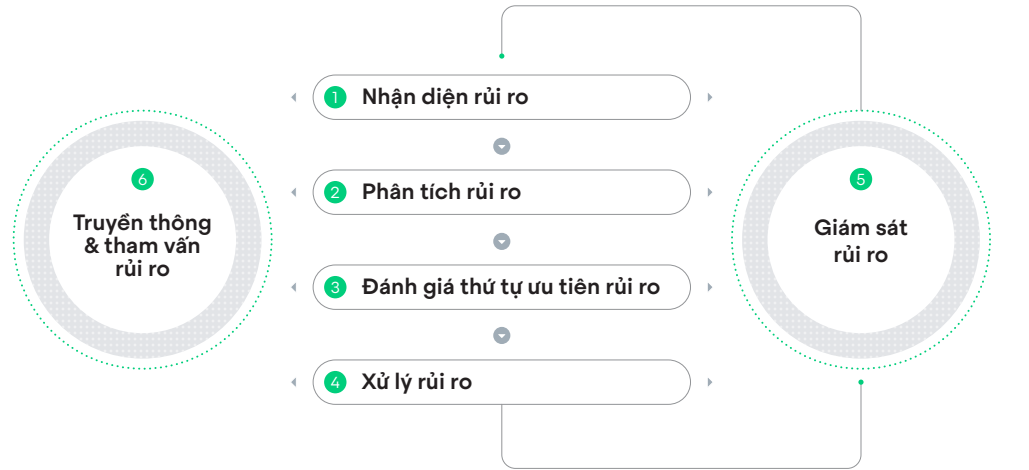 1 Nhận diện rủi ro
2 Phân tích rủi ro
3 Đánh giá thứ tự ưu tiên rủi ro
4 Xử lý rủi ro
5
Giám sát
rủi ro
6
Truyền thông
& tham vấn
rủi ro